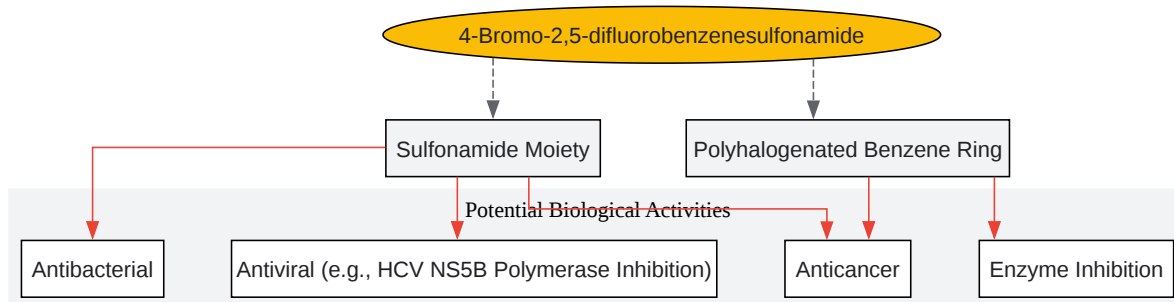 4-Bromo-2,5-difluorobenzenesulfonamide
Sulfonamide Moiety
Polyhalogenated Benzene Ring
Potential Biological Activities
Antibacterial
Antiviral (e.g., HCV NS5B Polymerase Inhibition)
Anticancer
Enzyme Inhibition